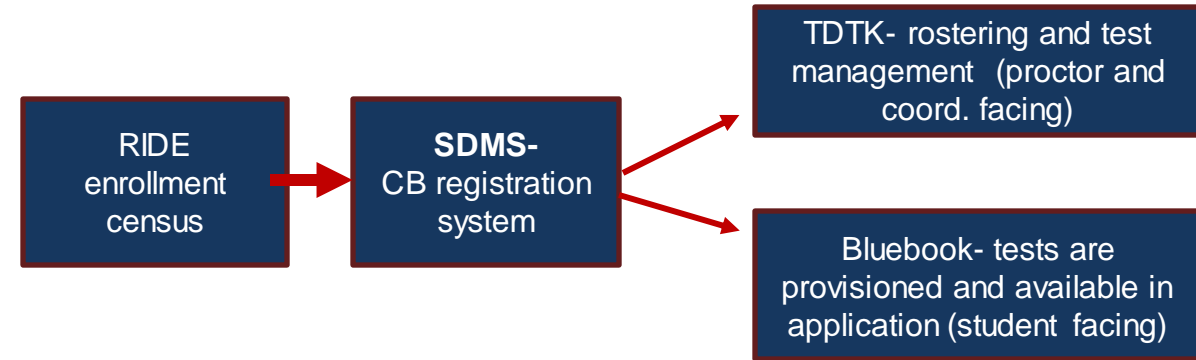 RIDE
enrollment
census
SDMS-
CB registration
system
TDTK- rostering and test
management (proctor and
coord. facing)
Bluebook- tests are
provisioned and available in
application (student facing)